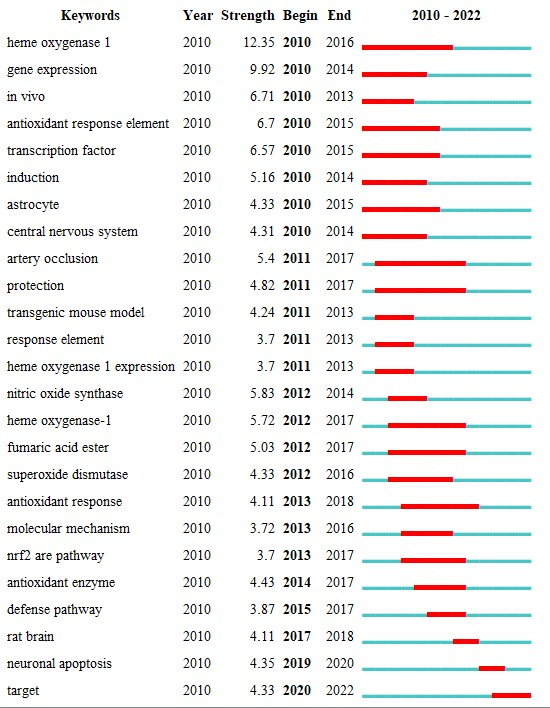 Keywords Year Strength Begin End 2010 - 2022
heme oxygenase 1 2010 12.35 2010 2016
gene expression 2010 9.92 2010 2014
in vivo 2010 6.71 2010 2013
antioxidant response element 2010 6.7 2010 2015
transcription factor 2010 6.57 2010 2015
induction 2010 5.16 2010 2014
astrocyte 2010 4.33 2010 2015
central nervous system 2010 4.31 2010 2014
artery occlusion 2010 5.4 2011 2017
protection 2010 4.82 2011 2017
transgenic mouse model 2010 4.24 2011 2013
response element 2010 3.7 2011 2013
heme oxygenase 1 expression 2010 3.7 2011 2013
nitric oxide synthase 2010 5.83 2012 2014
heme oxygenase-1 2010 5.72 2012 2017
fumaric acid ester 2010 5.03 2012 2017
superoxide dismutase 2010 4.33 2012 2016
antioxidant response 2010 4.11 2013 2018
molecular mechanism 2010 3.72 2013 2016
nrf2 are pathway 2010 3.7 2013 2017
antioxidant enzyme 2010 4.43 2014 2017
defense pathway 2010 3.87 2015 2017
rat brain 2010 4.11 2017 2018
neuronal apoptosis 2010 4.35 2019 2020
target 2010 4.33 2020 2022